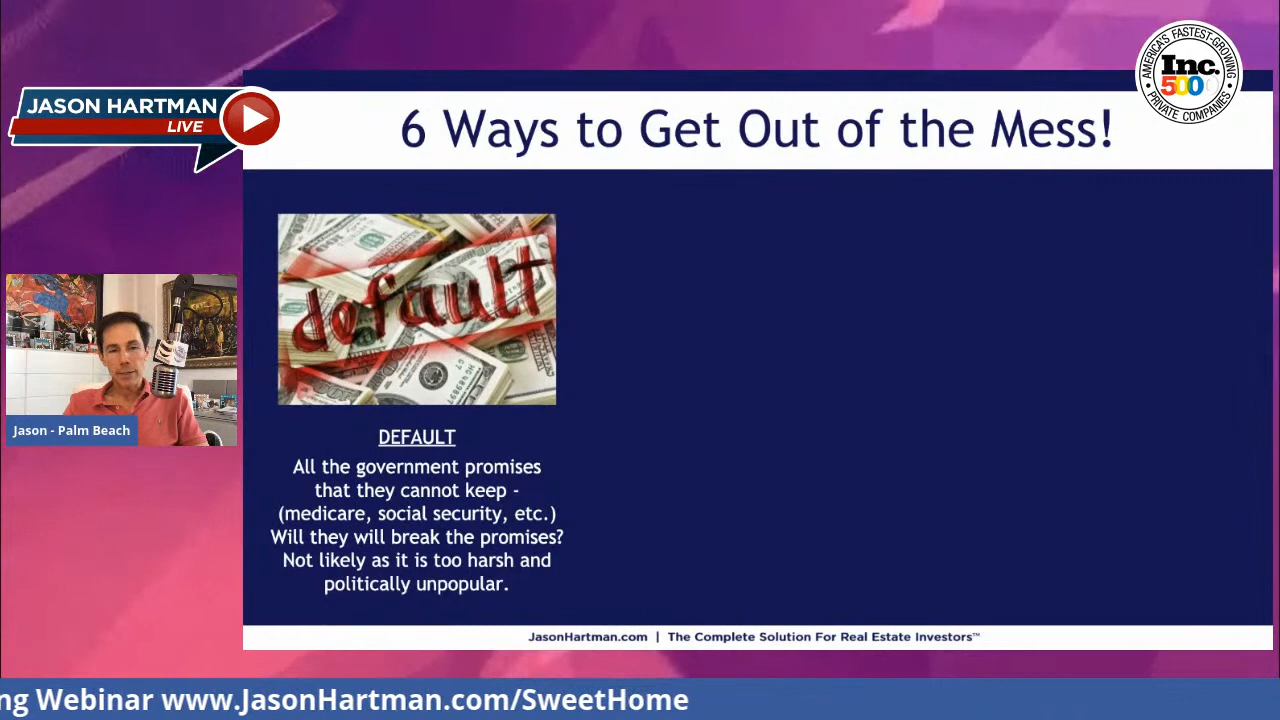 JASON HARTMAN
LIVE
AMERICA'S FASTEST-GROWING
Inc.
500
PRIVATE COMPANIES
6 Ways to Get Out of the Mess!
default
Jason - Palm Beach
DEFAULT
All the government promises
that they cannot keep -
(medicare, social security, etc.)
Will they will break the promises?
Not likely as it is too harsh and
politically unpopular.
JasonHartman.com | The Complete Solution For Real Estate Investors™
ng Webinar www.JasonHartman.com/SweetHome